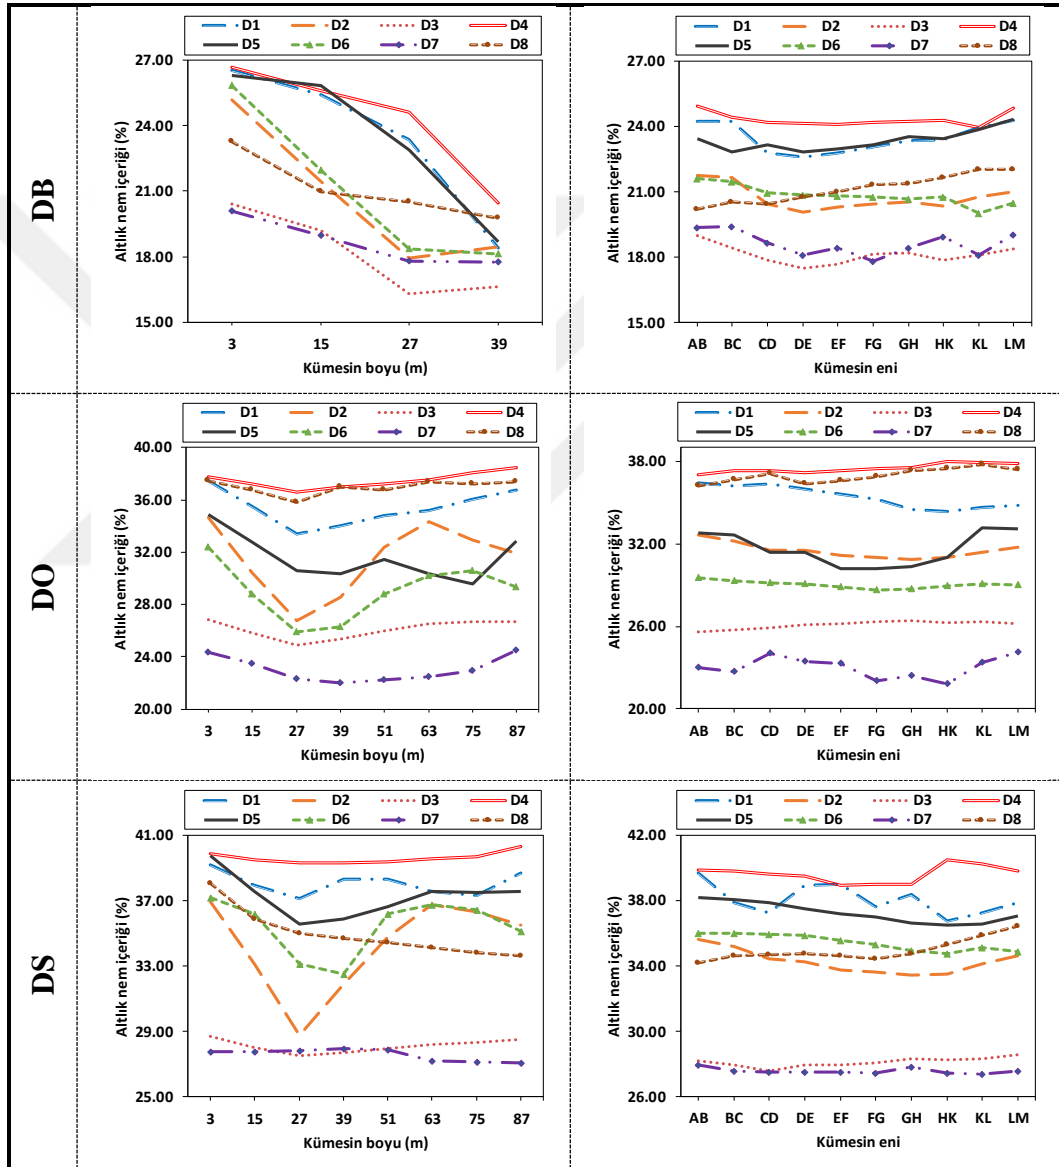 DB
D1 D2 D3 D4
D5 D6 D7 D8
Altlık nem içeriği (%)
27.00
24.00
21.00
18.00
15.00
3 15 27 39
Kümesin boyu (m)
D1 D2 D3 D4
D5 D6 D7 D8
Altlık nem içeriği (%)
27.00
24.00
21.00
18.00
15.00
AB BC CD DE EF FG GH HK KL LM
Kümesin eni
DO
D1 D2 D3 D4
D5 D6 D7 D8
Altlık nem içeriği (%)
40.00
36.00
32.00
28.00
24.00
20.00
3 15 27 39 51 63 75 87
Kümesin boyu (m)
D1 D2 D3 D4
D5 D6 D7 D8
Altlık nem içeriği (%)
38.00
32.00
26.00
20.00
AB BC CD DE EF FG GH HK KL LM
Kümesin eni
DS
D1 D2 D3 D4
D5 D6 D7 D8
Altlık nem içeriği (%)
41.00
37.00
33.00
29.00
25.00
3 15 27 39 51 63 75 87
Kümesin boyu (m)
D1 D2 D3 D4
D5 D6 D7 D8
Altlık nem içeriği (%)
42.00
38.00
34.00
30.00
26.00
AB BC CD DE EF FG GH HK KL LM
Kümesin eni